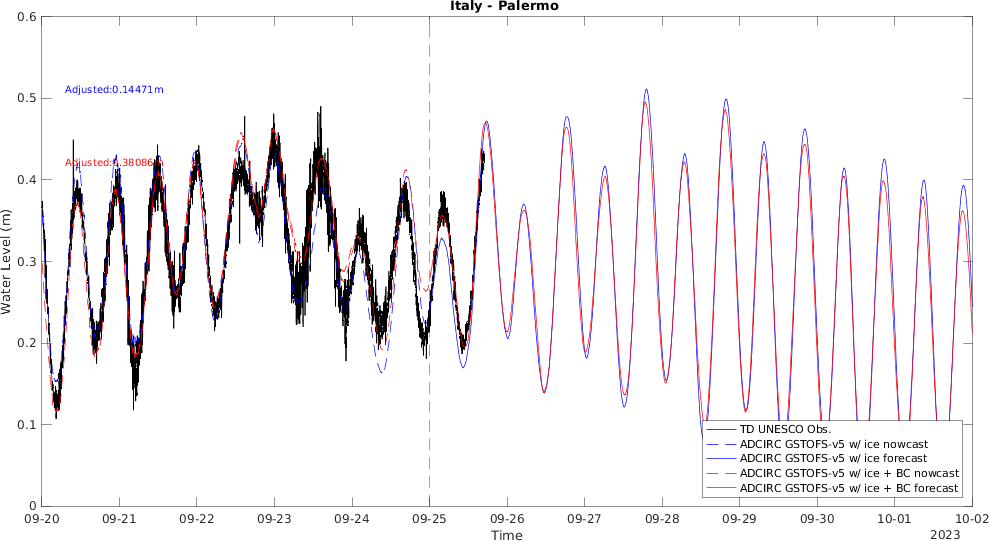 Italy - Palermo
0.6
0.5
0.4
0.3
0.2
0.1
0
Water Level (m)
Adjusted:0.14471m
Adjusted:0.38086m
TD UNESCO Obs.
ADCIRC GSTOFS-v5 w/ ice nowcast
ADCIRC GSTOFS-v5 w/ ice forecast
ADCIRC GSTOFS-v5 w/ ice + BC nowcast
ADCIRC GSTOFS-v5 w/ ice + BC forecast
09-20 09-21 09-22 09-23 09-24 09-25 09-26 09-27 09-28 09-29 09-30 10-01 10-02
Time
2023